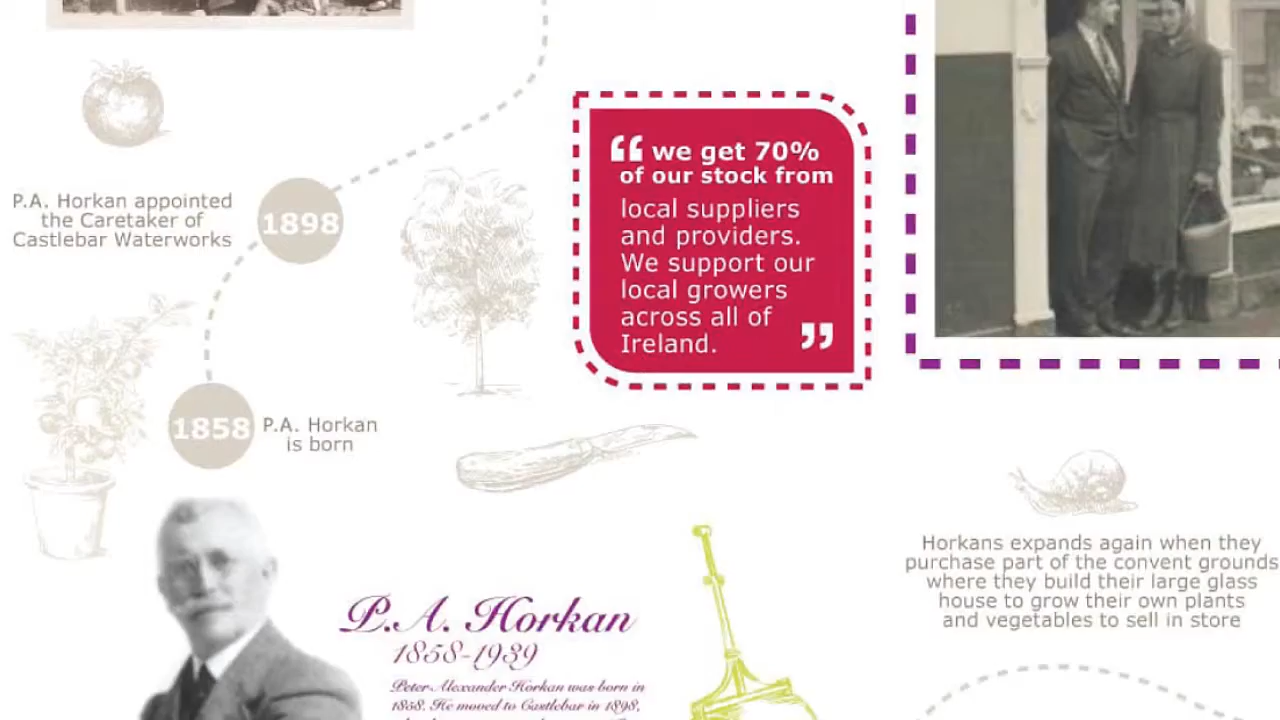 P.A. Horkan appointed
the Caretaker of
Castlebar Waterworks
1898
“ we get 70%
of our stock from
local suppliers
and providers.
We support our
local growers
across all of
Ireland. ”
1858
P.A. Horkan
is born
Horkans expands again when they
purchase part of the convent grounds
where they build their large glass
house to grow their own plants
and vegetables to sell in store
P.A. Horkan
1858-1939
Peter Alexander Horkan was born in
1858. He moved to Castlebar in 1898,